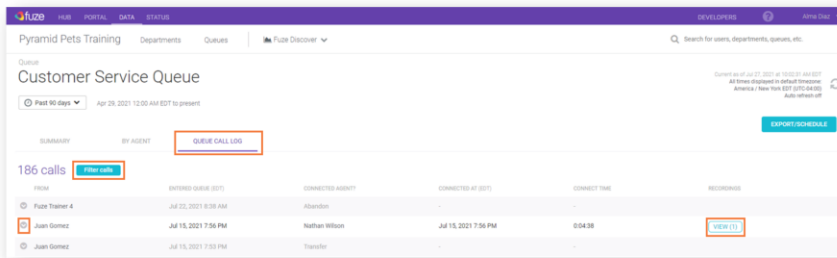 fuze HUB PORTAL DATA STATUS DEVELOPERS ? Alma Diaz
Pyramid Pets Training Departments Queues Fuze Discover Search for users, departments, queues, etc.
Queue
Customer Service Queue
Current as of Jul 27, 2021 at 10:02:51 AM EDT
All times displayed in default timezone:
America / New York EDT (UTC-04:00)
Auto refresh off
Past 90 days Apr 29, 2021 12:00 AM EDT to present
EXPORT/SCHEDULE
SUMMARY BY AGENT QUEUE CALL LOG
186 calls Filter calls
FROM ENTERED QUEUE (EDT) CONNECTED AGENT? CONNECTED AT (EDT) CONNECT TIME RECORDINGS
Fuze Trainer 4 Jul 22, 2021 8:38 AM Abandon - -
Juan Gomez Jul 15, 2021 7:56 PM Nathan Wilson Jul 15, 2021 7:56 PM 0:04:38 VIEW (1)
Juan Gomez Jul 15, 2021 7:53 PM Transfer - -